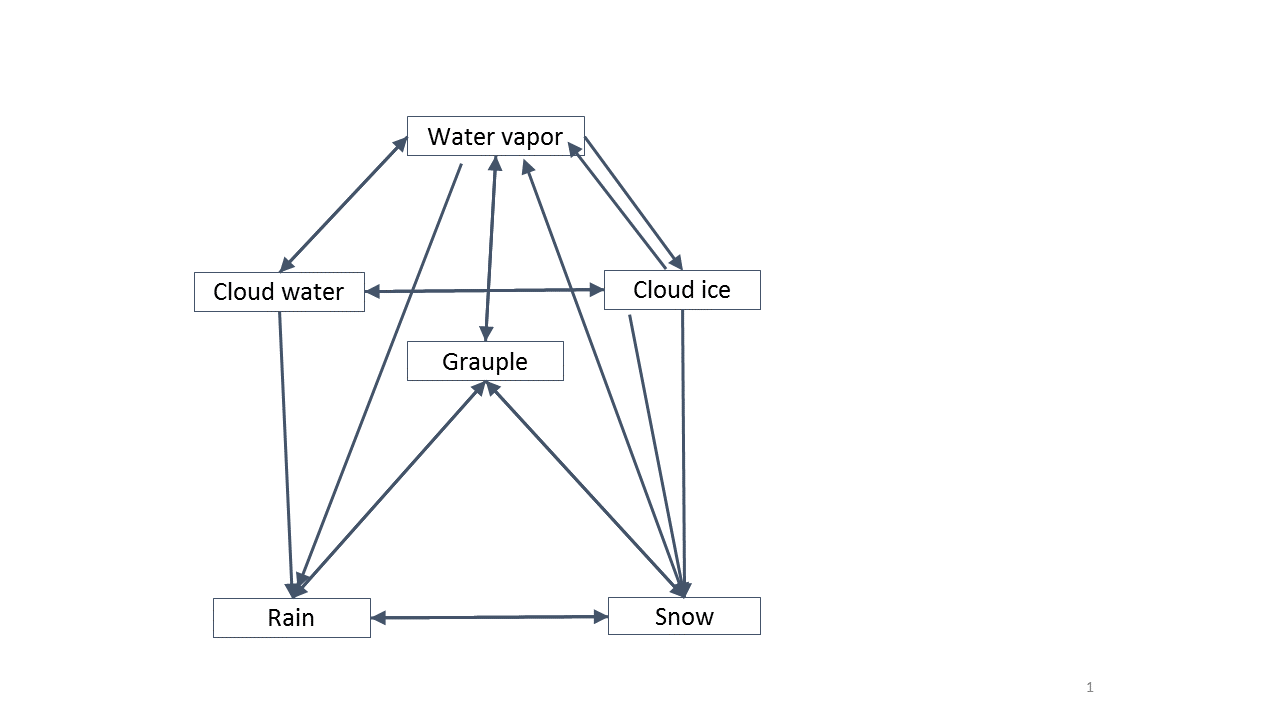 Water vapor
Cloud water
Cloud ice
Grauple
Rain
Snow
1